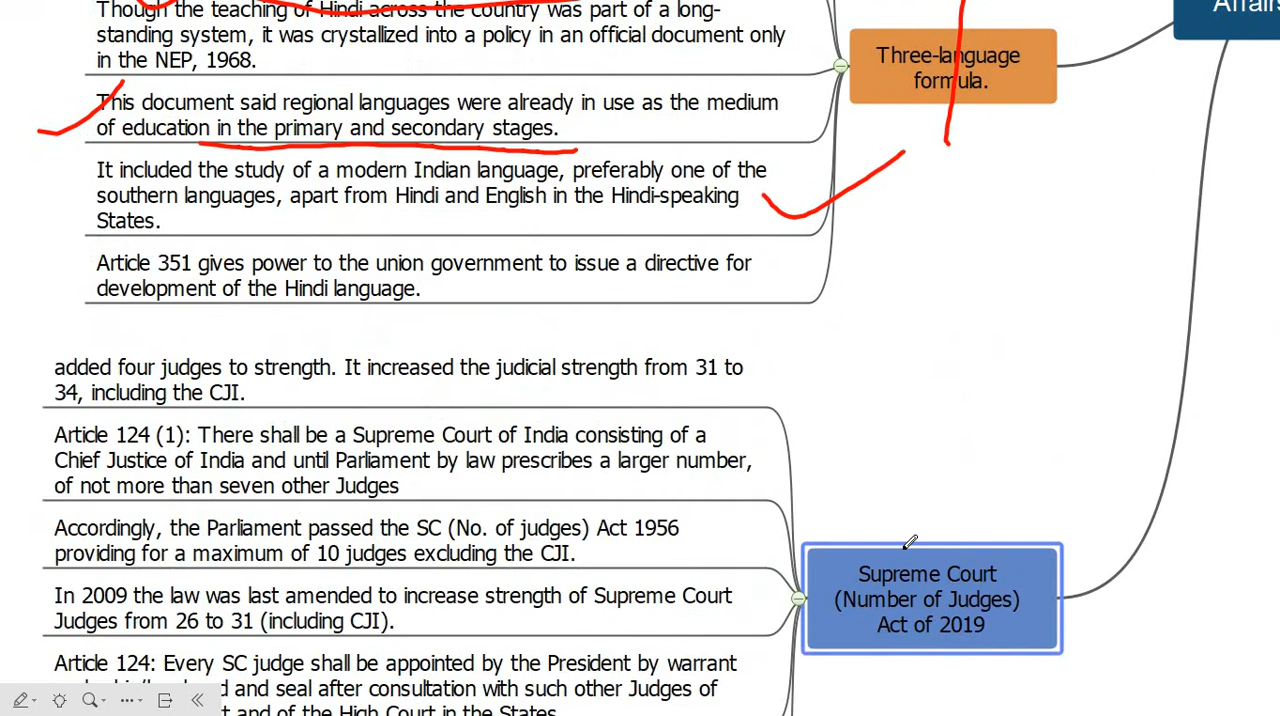 Though the teaching of Hindi across the country was part of a long-
standing system, it was crystallized into a policy in an official document only
in the NEP, 1968.
This document said regional languages were already in use as the medium
of education in the primary and secondary stages.
It included the study of a modern Indian language, preferably one of the
southern languages, apart from Hindi and English in the Hindi-speaking
States.
Article 351 gives power to the union government to issue a directive for
development of the Hindi language.
Three-language
formula.
Affairs
added four judges to strength. It increased the judicial strength from 31 to
34, including the CJI.
Article 124 (1): There shall be a Supreme Court of India consisting of a
Chief Justice of India and until Parliament by law prescribes a larger number,
of not more than seven other Judges
Accordingly, the Parliament passed the SC (No. of judges) Act 1956
providing for a maximum of 10 judges excluding the CJI.
In 2009 the law was last amended to increase strength of Supreme Court
Judges from 26 to 31 (including CJI).
Article 124: Every SC judge shall be appointed by the President by warrant
and seal after consultation with such other Judges of
and of the High Court in the States
Supreme Court
(Number of Judges)
Act of 2019